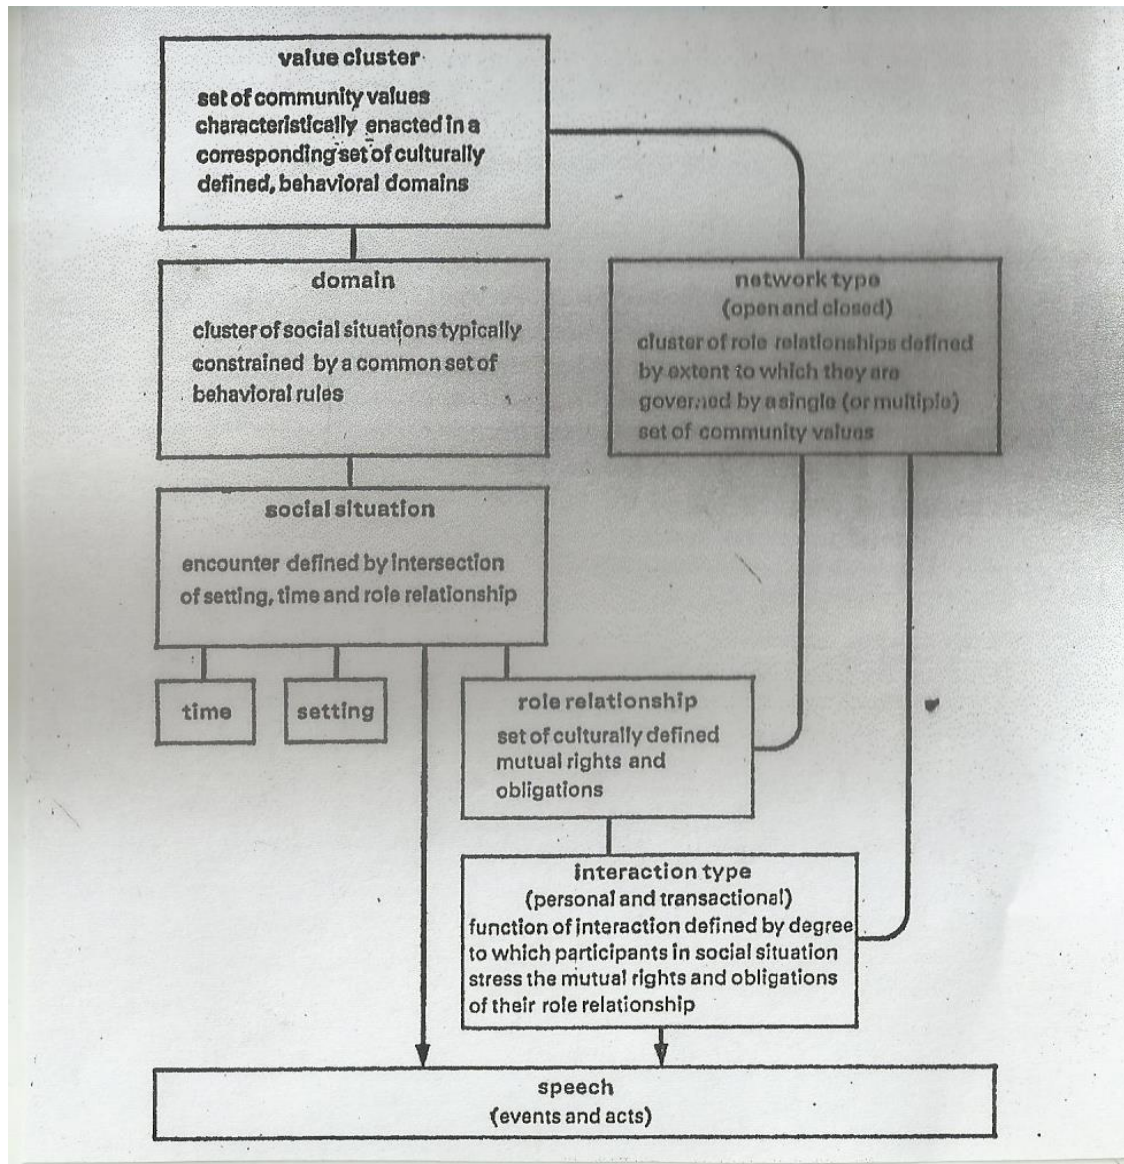 value cluster
set of community values
characteristically enacted in a
corresponding set of culturally
defined, behavioral domains
domain
cluster of social situations typically
constrained by a common set of
behavioral rules
network type
(open and closed)
cluster of role relationships defined
by extent to which they are
governed by a single (or multiple)
set of community values
social situation
encounter defined by intersection
of setting, time and role relationship
time
setting
role relationship
set of culturally defined
mutual rights and
obligations
interaction type
(personal and transactional)
function of interaction defined by degree
to which participants in social situation
stress the mutual rights and obligations
of their role relationship
speech
(events and acts)